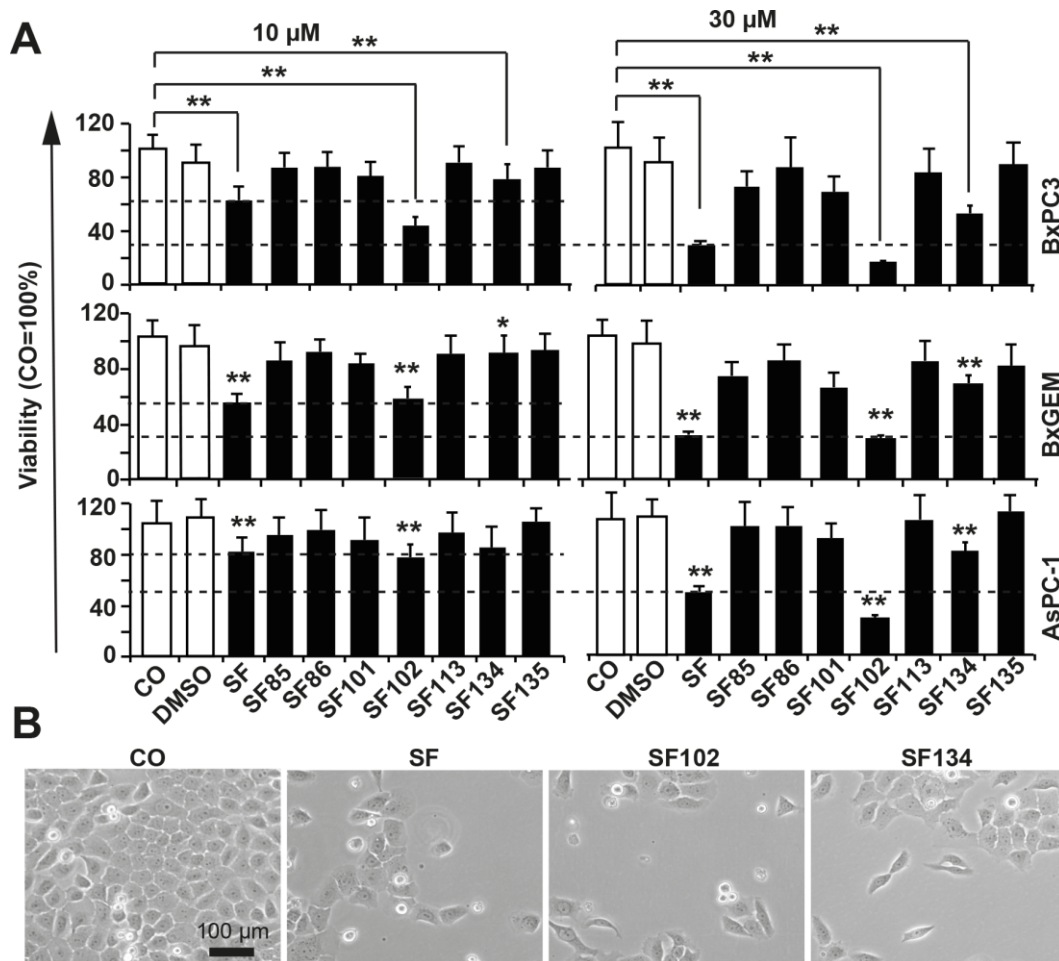 A
10 µM
30 µM
**
**
**
**
**
**
Viability (CO=100%)
120
80
40
0
BxPC3
120
80
40
0
**
**
*
**
**
**
BxGEM
120
80
40
0
**
**
**
**
**
AsPC-1
CO
DMSO
SF
SF85
SF86
SF101
SF102
SF113
SF134
SF135
CO
DMSO
SF
SF85
SF86
SF101
SF102
SF113
SF134
SF135
B
CO
SF
SF102
SF134
100 µm